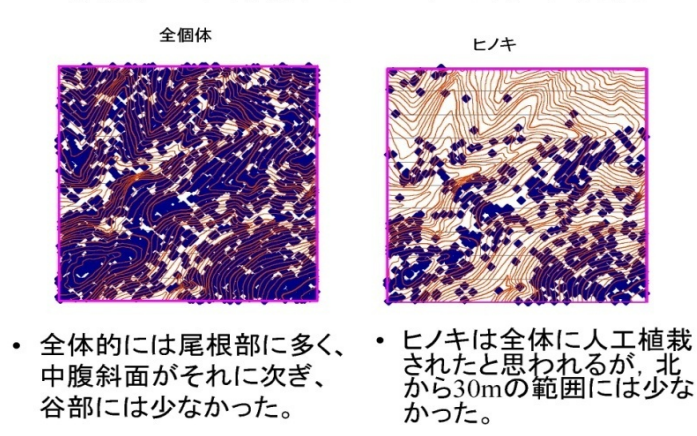 全個体
ヒノキ
• 全体的には尾根部に多く、
中腹斜面がそれに次ぎ、
谷部には少なかった。
• ヒノキは全体に人工植栽
されたと思われるが, 北
から30mの範囲には少な
かった。